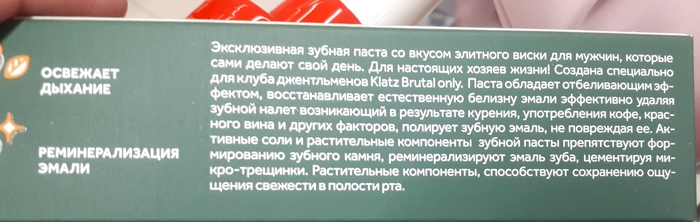 ОСВЕЖАЕТ
ДЫХАНИЕ
РЕМИНЕРАЛИЗАЦИЯ
ЭМАЛИ
Эксклюзивная зубная паста со вкусом элитного виски для мужчин, которые
сами делают свой день. Для настоящих хозяев жизни! Создана специально
для клуба джентльменов Klatz Brutal only. Паста обладает отбеливающим эф-
фектом, восстанавливает естественную белизну эмали эффективно удаляя
зубной налет возникающий в результате курения, употребления кофе, крас-
ного вина и других факторов, полирует зубную эмаль, не повреждая ее. Ак-
тивные соли и растительные компоненты зубной пасты препятствуют фор-
мированию зубного камня, реминерализируют эмаль зуба, цементируя ми-
кро-трещинки. Растительные компоненты, способствуют сохранению ощ-
ущения свежести в полости рта.